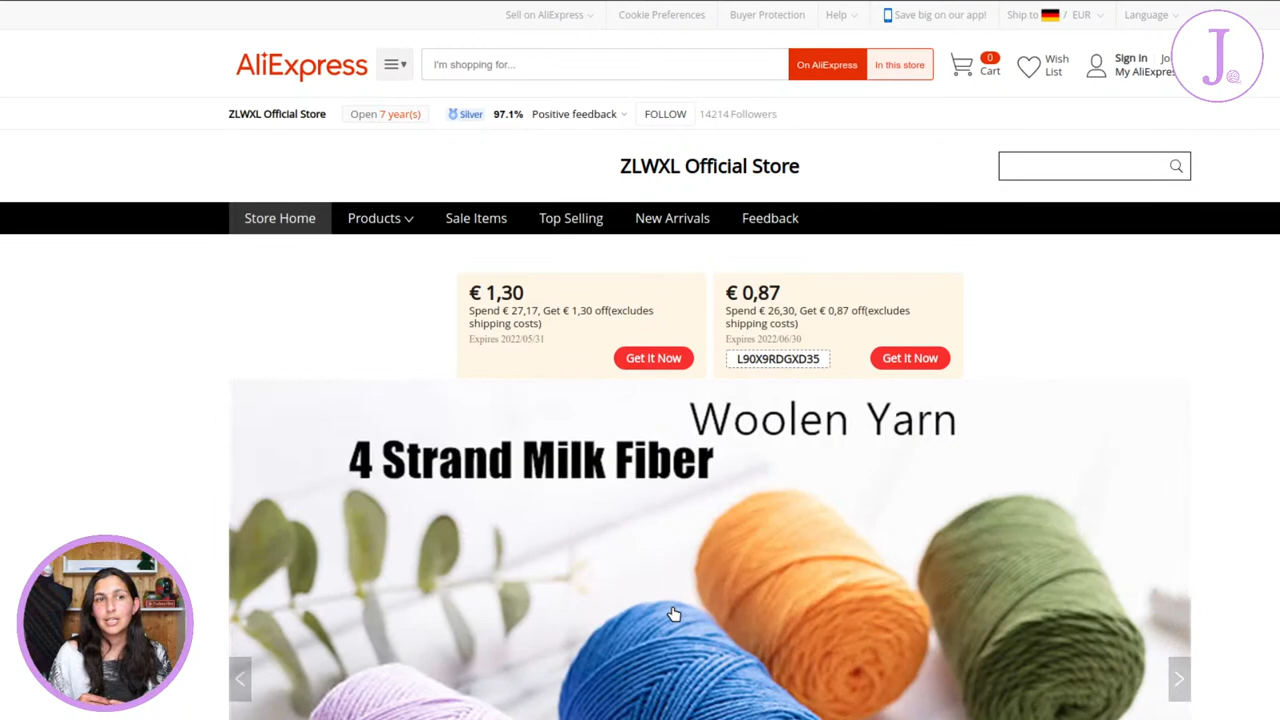 Sell on AliExpress
Cookie Preferences
Buyer Protection
Help
Save big on our app!
Ship to / EUR
Language
AliExpress
I'm shopping for...
On AliExpress
In this store
0
Cart
Wish
List
Sign In
Jo
My AliExpres
J
ZLWXL Official Store
Open 7 year(s)
Silver
97.1% Positive feedback
FOLLOW
14214 Followers
ZLWXL Official Store
Store Home
Products
Sale Items
Top Selling
New Arrivals
Feedback
€ 1,30
Spend € 27,17, Get € 1,30 off(excludes
shipping costs)
Expires 2022/05/31
Get It Now
€ 0,87
Spend € 26,30, Get € 0,87 off(excludes
shipping costs)
Expires 2022/06/30
L90X9RDGXD35
Get It Now
Woolen Yarn
4 Strand Milk Fiber